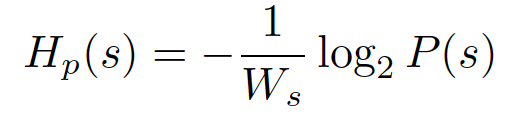 $H_p(s) = -\frac{1}{W_s} \log_2 P(s)$